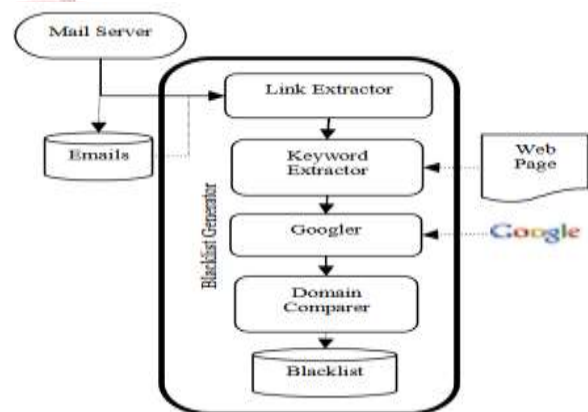 Mail Server
Link Extractor
Emails
Keyword
Extractor
Web
Page
Blacklist Generator
Googler
Google
Domain
Comparer
Blacklist